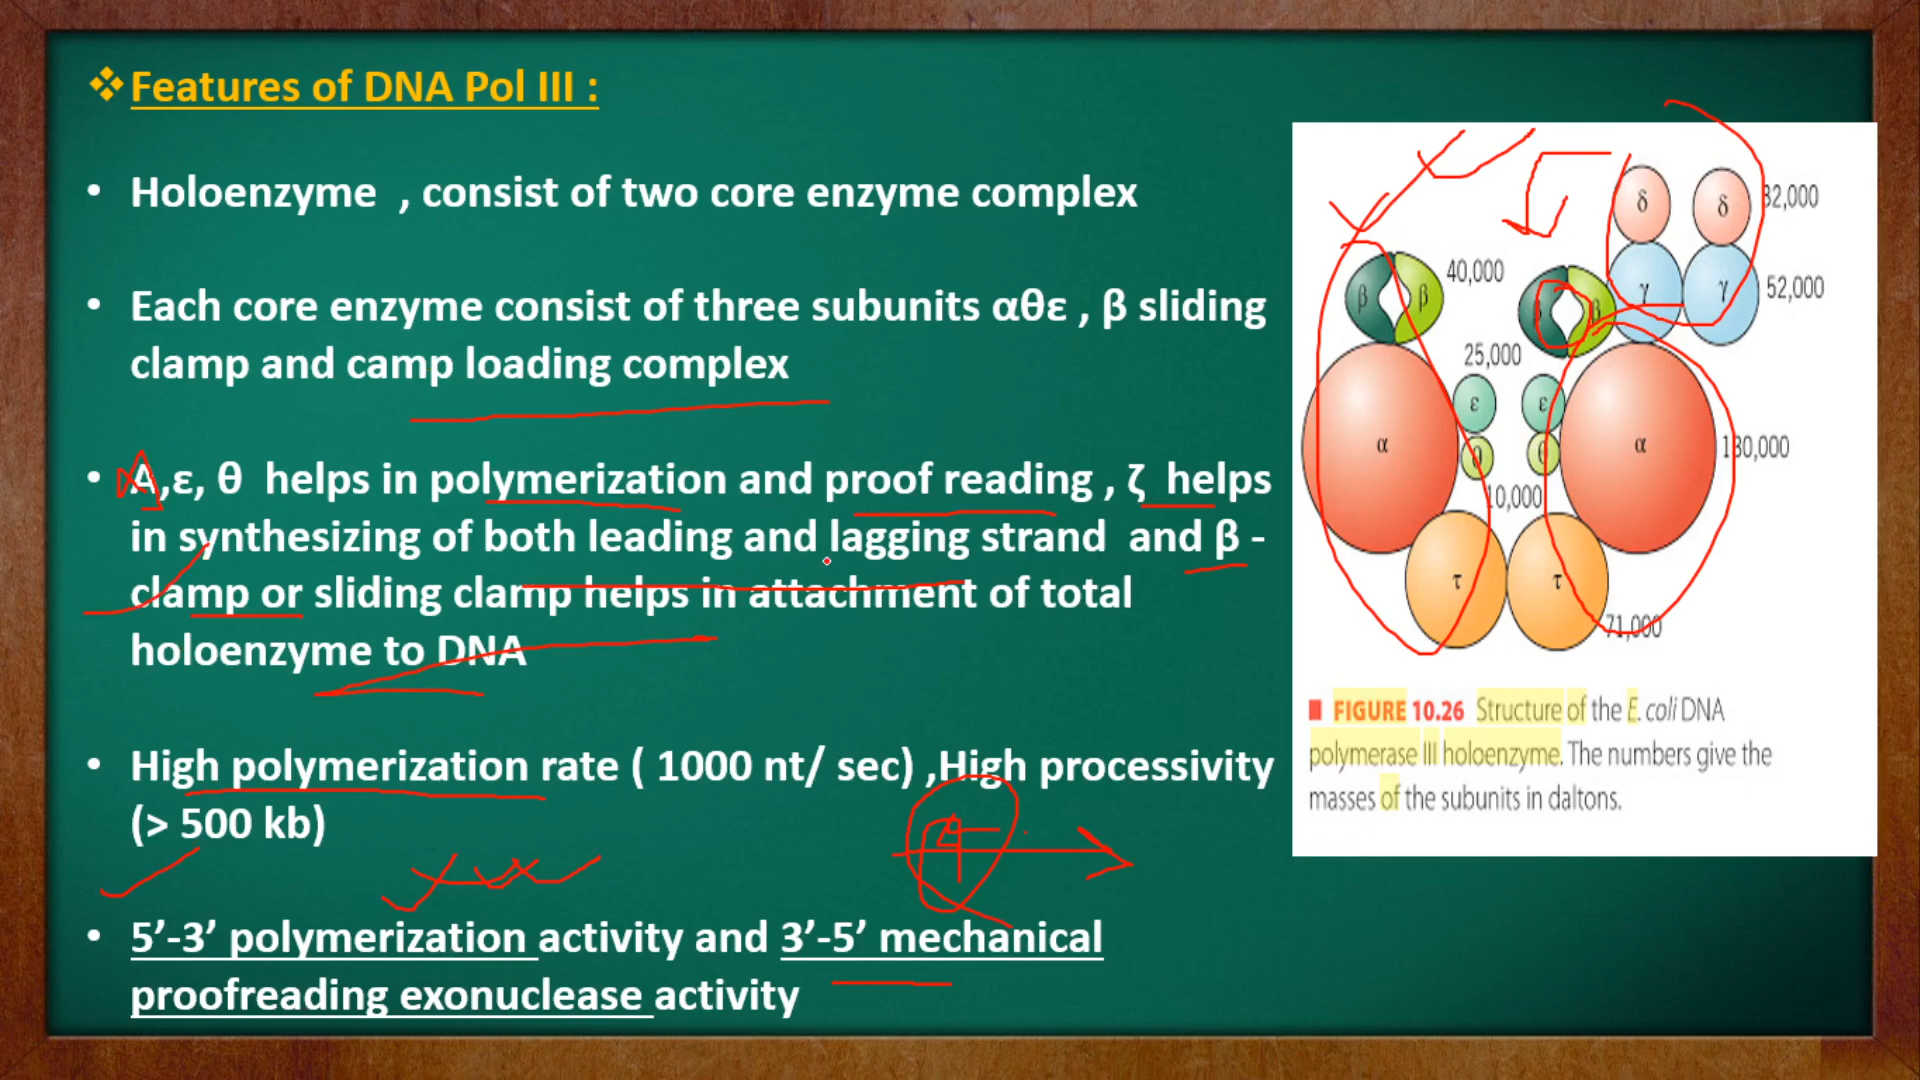 ❖Features of DNA Pol III :
• Holoenzyme , consist of two core enzyme complex
• Each core enzyme consist of three subunits αθε , β sliding
clamp and camp loading complex
• A,ε, θ helps in polymerization and proof reading , ζ helps
in synthesizing of both leading and lagging strand and β -
clamp or sliding clamp helps in attachment of total
holoenzyme to DNA
• High polymerization rate ( 1000 nt/ sec) ,High processivity
(> 500 kb)
• 5’-3’ polymerization activity and 3’-5’ mechanical
proofreading exonuclease activity
δ δ 32,000
β β 40,000
β β
γ γ 52,000
25,000
ε ε
α θ θ α 130,000
10,000
τ τ
71,000
■ FIGURE 10.26 Structure of the E. coli DNA
polymerase III holoenzyme. The numbers give the
masses of the subunits in daltons.